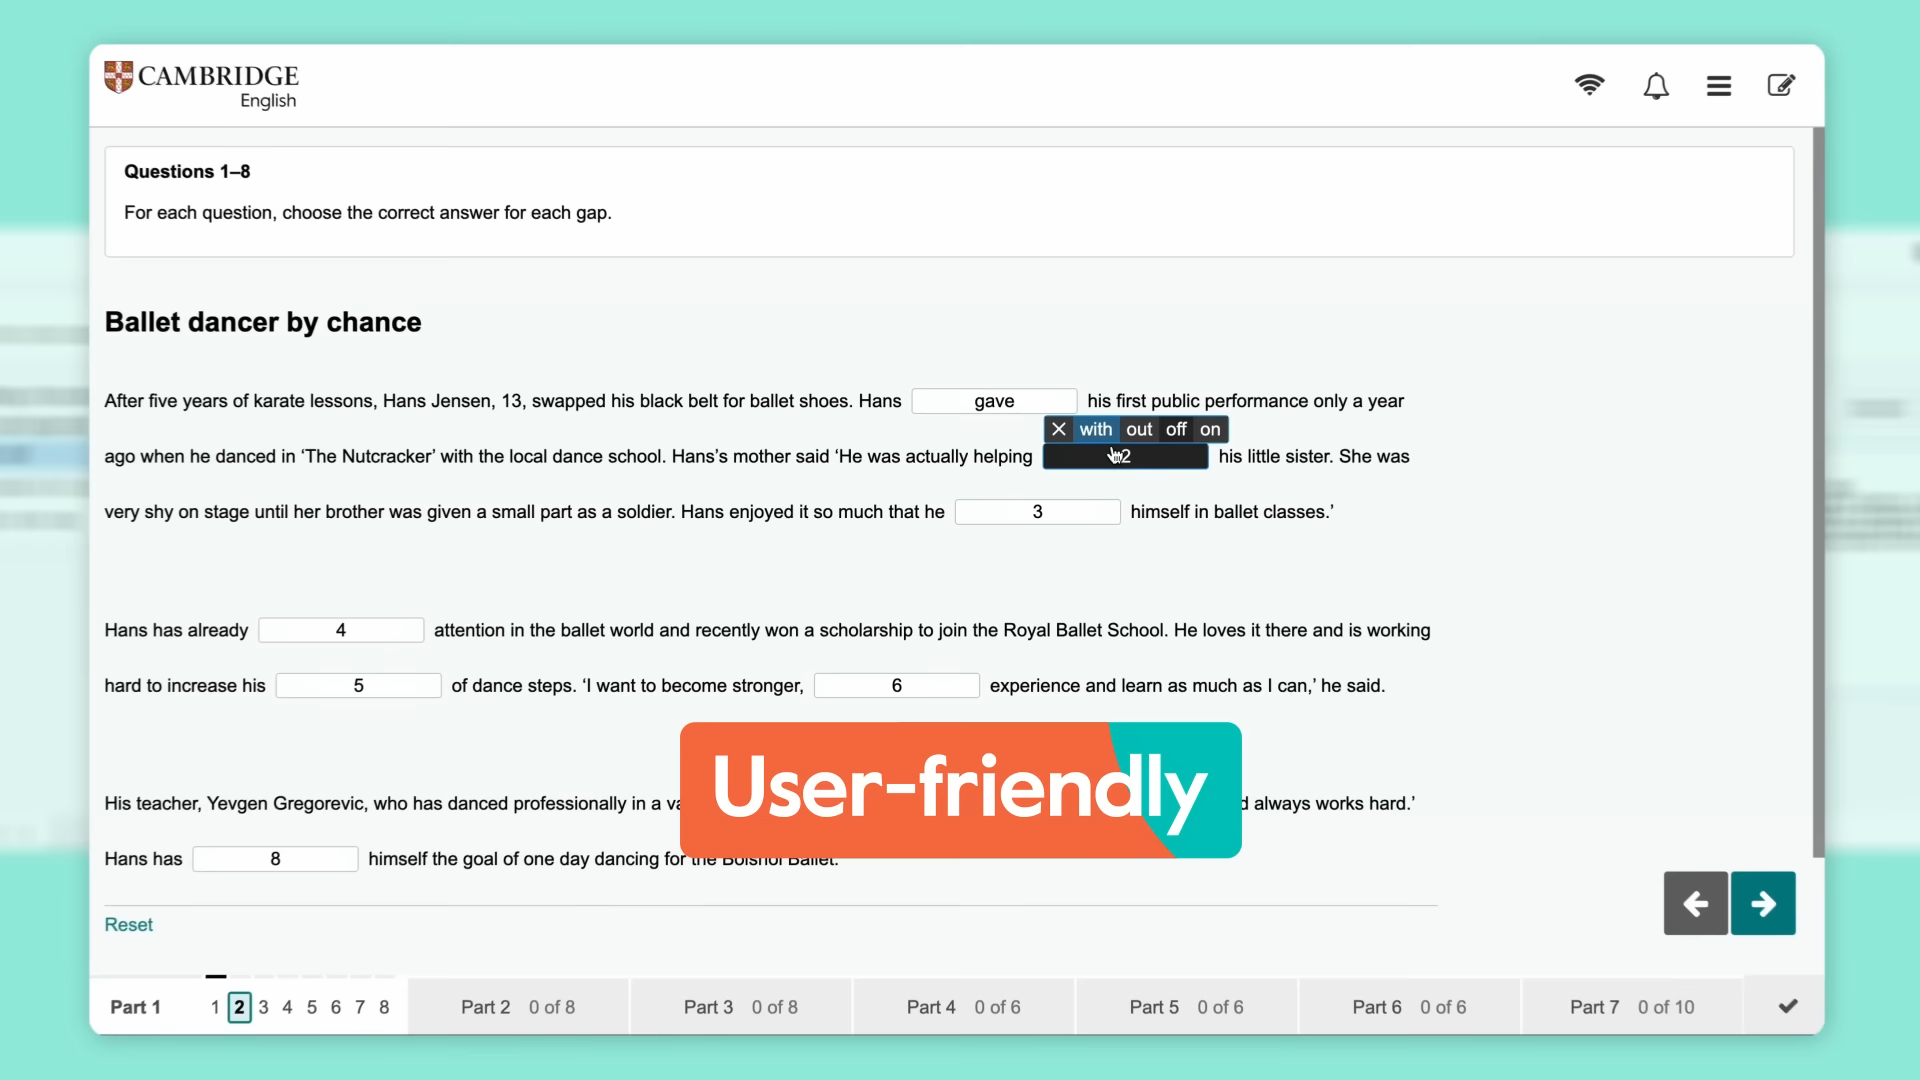 CAMBRIDGE
English
Questions 1–8
For each question, choose the correct answer for each gap.
Ballet dancer by chance
After five years of karate lessons, Hans Jensen, 13, swapped his black belt for ballet shoes. Hans gave his first public performance only a year
with out off on
ago when he danced in ‘The Nutcracker’ with the local dance school. Hans’s mother said ‘He was actually helping 2 his little sister. She was
very shy on stage until her brother was given a small part as a soldier. Hans enjoyed it so much that he 3 himself in ballet classes.’
Hans has already 4 attention in the ballet world and recently won a scholarship to join the Royal Ballet School. He loves it there and is working
hard to increase his 5 of dance steps. ‘I want to become stronger, 6 experience and learn as much as I can,’ he said.
User-friendly
His teacher, Yevgen Gregorevic, who has danced professionally in a always works hard.’
Hans has 8 himself the goal of one day dancing for the Bolshoi Ballet.
Reset
Part 1 1 2 3 4 5 6 7 8 Part 2 0 of 8 Part 3 0 of 8 Part 4 0 of 6 Part 5 0 of 6 Part 6 0 of 6 Part 7 0 of 10